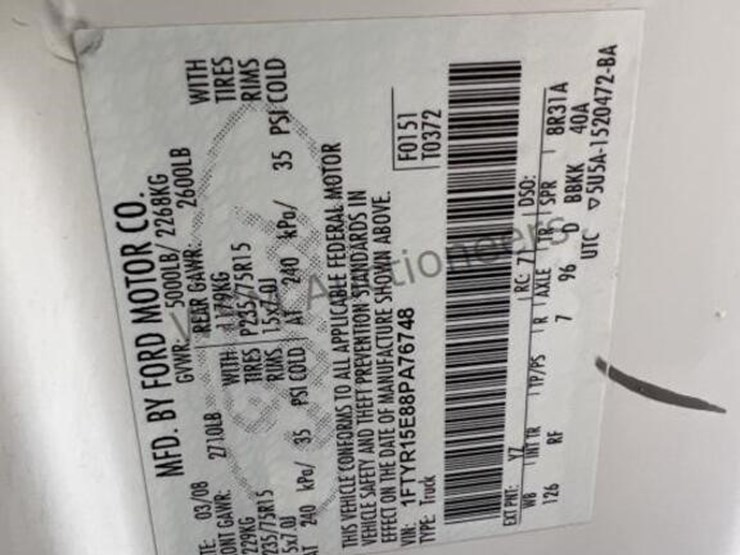 MFD. BY FORD MOTOR CO.
TE: 03/08 GVWR: 5000LB/ 2268KG
ONT GAWR: 2710LB REAR GAWR: 2600LB
229KG WITH 1179KG WITH
235/75R15 TIRES P235/75R15 TIRES
5x7.0J RIMS 15x7.0J RIMS
AT 240 kPa/ 35 PSI COLD AT 240 kPa/ 35 PSI COLD
THIS VEHICLE CONFORMS TO ALL APPLICABLE FEDERAL MOTOR
VEHICLE SAFETY AND THEFT PREVENTION STANDARDS IN
EFFECT ON THE DATE OF MANUFACTURE SHOWN ABOVE.
VIN: 1FTYR15E88PA76748 F0151
TYPE: Truck T0372
EXT PNT: YZ RC: 71 DSO:
WB INT TR TP/PS R AXLE TR SPR 8R31A
126 RF 7 96 D BBKK 40A
UTC ▽5U5A-1520472-BA